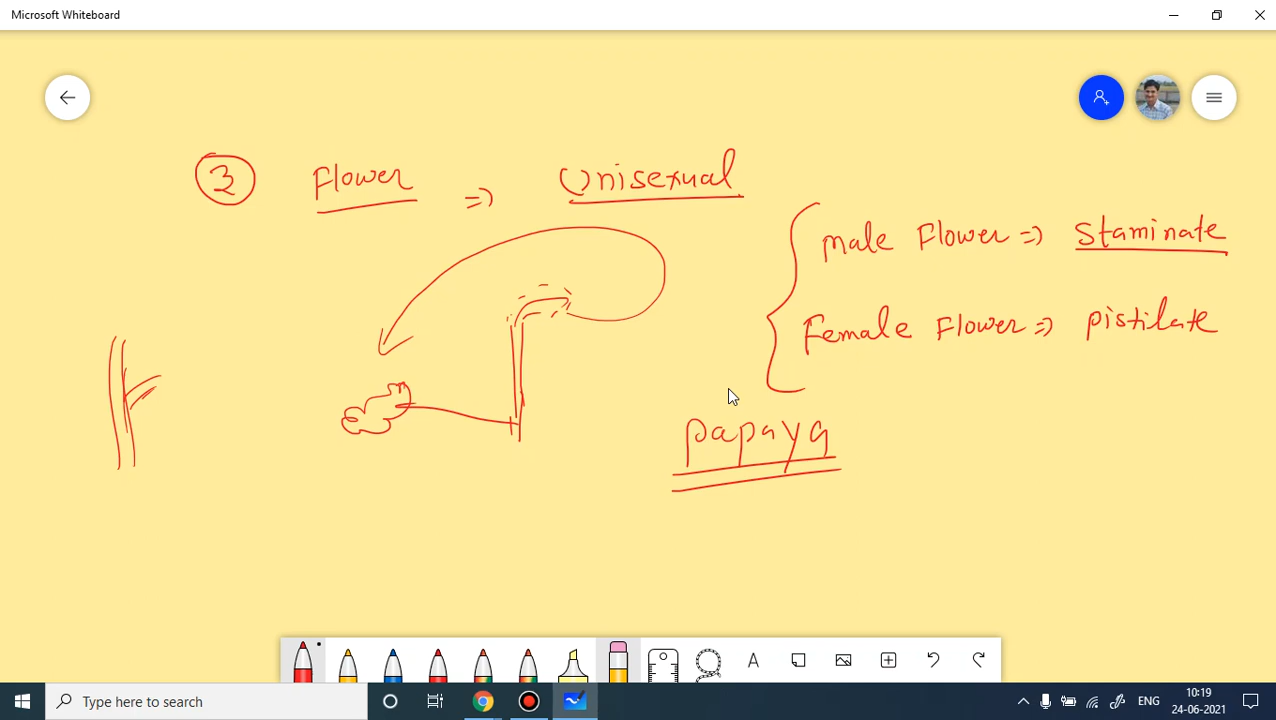 Microsoft Whiteboard
3 Flower => Unisexual
male Flower => Staminate
Female Flower => pistilate
papaya
A
Type here to search
ENG
10:19
24-06-2021